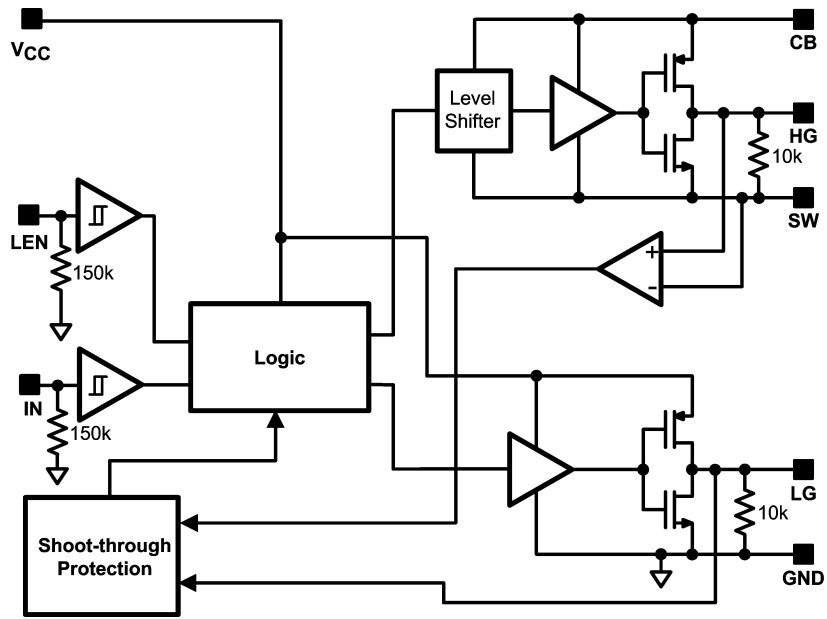 VCC
CB
Level
Shifter
HG
10k
SW
LEN
150k
+
-
Logic
IN
150k
LG
10k
Shoot-through
Protection
GND